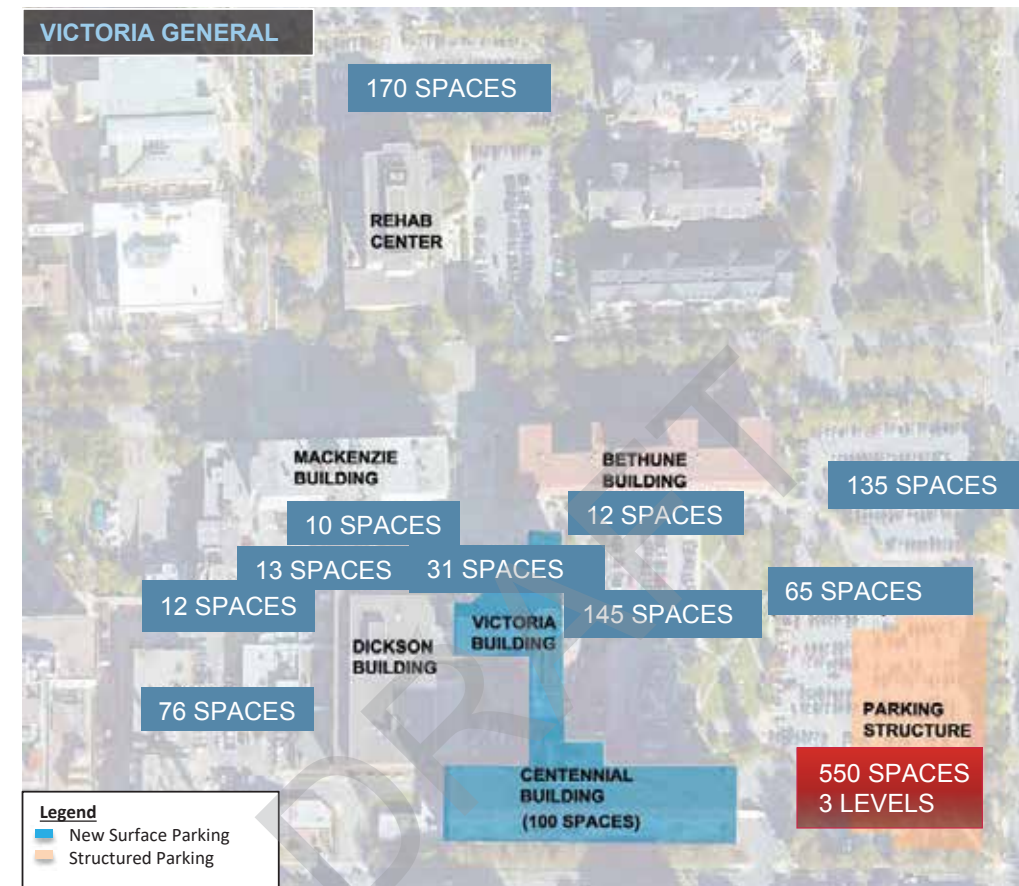 VICTORIA GENERAL
170 SPACES
REHAB
CENTER
MACKENZIE
BUILDING
BETHUNE
BUILDING
135 SPACES
10 SPACES
12 SPACES
13 SPACES
31 SPACES
12 SPACES
145 SPACES
65 SPACES
VICTORIA
BUILDING
DICKSON
BUILDING
76 SPACES
PARKING
STRUCTURE
550 SPACES
3 LEVELS
CENTENNIAL
BUILDING
(100 SPACES)
Legend
New Surface Parking
Structured Parking
DRAFT